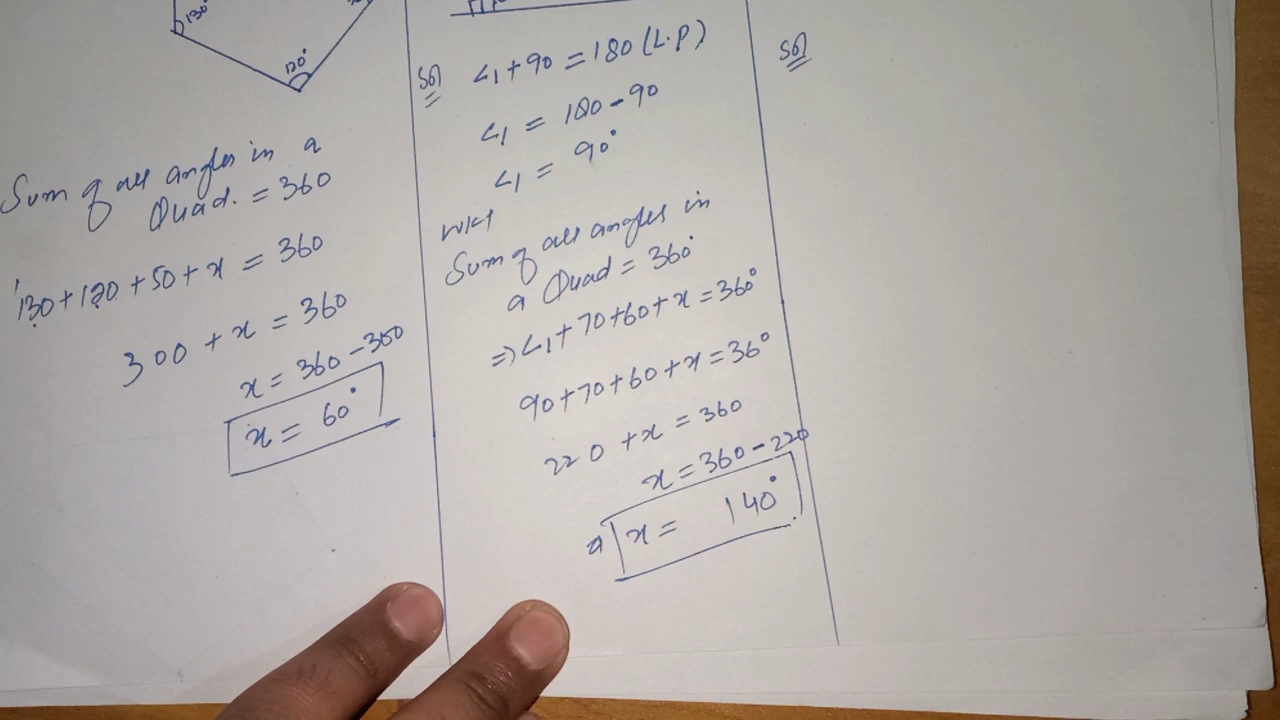 130°
120°
Sum of all angles in a
Quad. = 360
130+120+50+x = 360
300 + x = 360
x = 360-300
x = 60°
Sol
∠1+90 = 180 (L.P)
∠1 = 180-90
∠1 = 90°
WKT
Sum of all angles in
a Quad = 360°
⇒∠1+70+60+x = 360°
90+70+60+x = 36°
220 +x = 360
x = 360-220
x = 140°
Sol